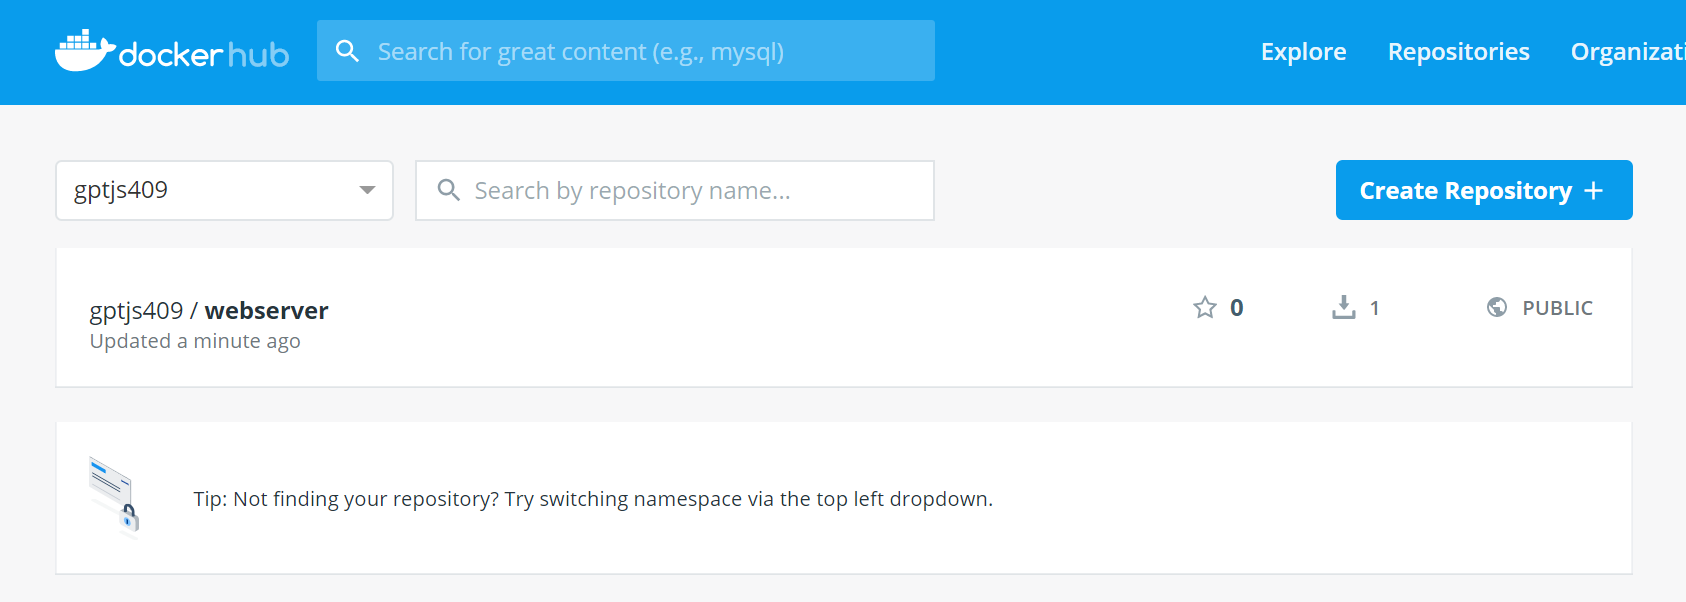 docker hub
Search for great content (e.g., mysql)
Explore
Repositories
Organizati
gptjs409
Search by repository name...
Create Repository +
gptjs409 / webserver
0
1
PUBLIC
Updated a minute ago
Tip: Not finding your repository? Try switching namespace via the top left dropdown.